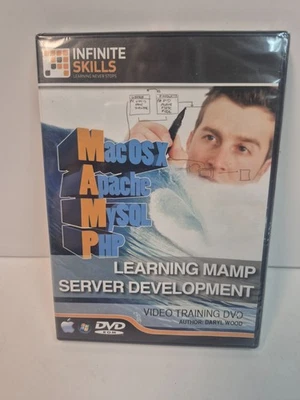 INFINITE
SKILLS
LEARNING NEVER STOPS
MacOSX
Apache
MySQL
PHP
LEARNING MAMP
SERVER DEVELOPMENT
VIDEO TRAINING DVD
AUTHOR: DARYL WOOD
DVD
ROM